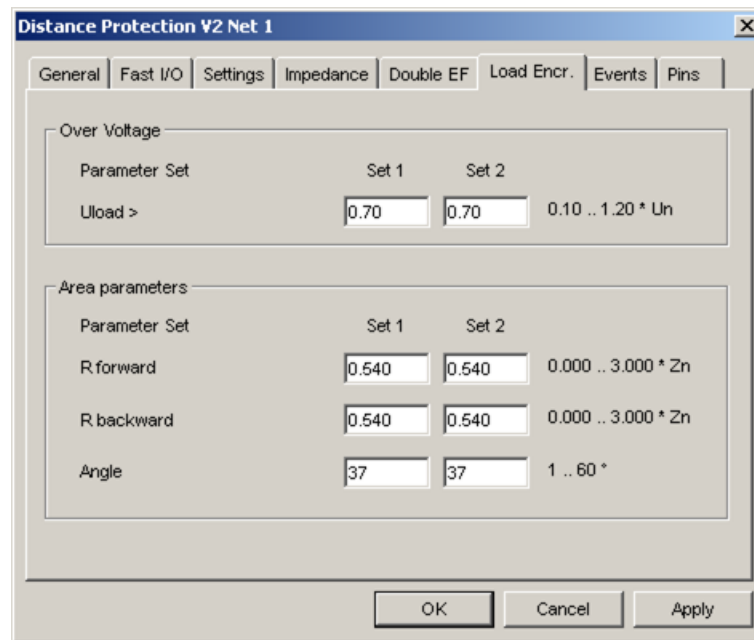 Distance Protection V2 Net 1
General Fast I/O Settings Impedance Double EF Load Encr. Events Pins
Over Voltage
Parameter Set Set 1 Set 2
Uload > 0.70 0.70 0.10 .. 1.20 * Un
Area parameters
Parameter Set Set 1 Set 2
R forward 0.540 0.540 0.000 .. 3.000 * Zn
R backward 0.540 0.540 0.000 .. 3.000 * Zn
Angle 37 37 1 .. 60 °
OK Cancel Apply